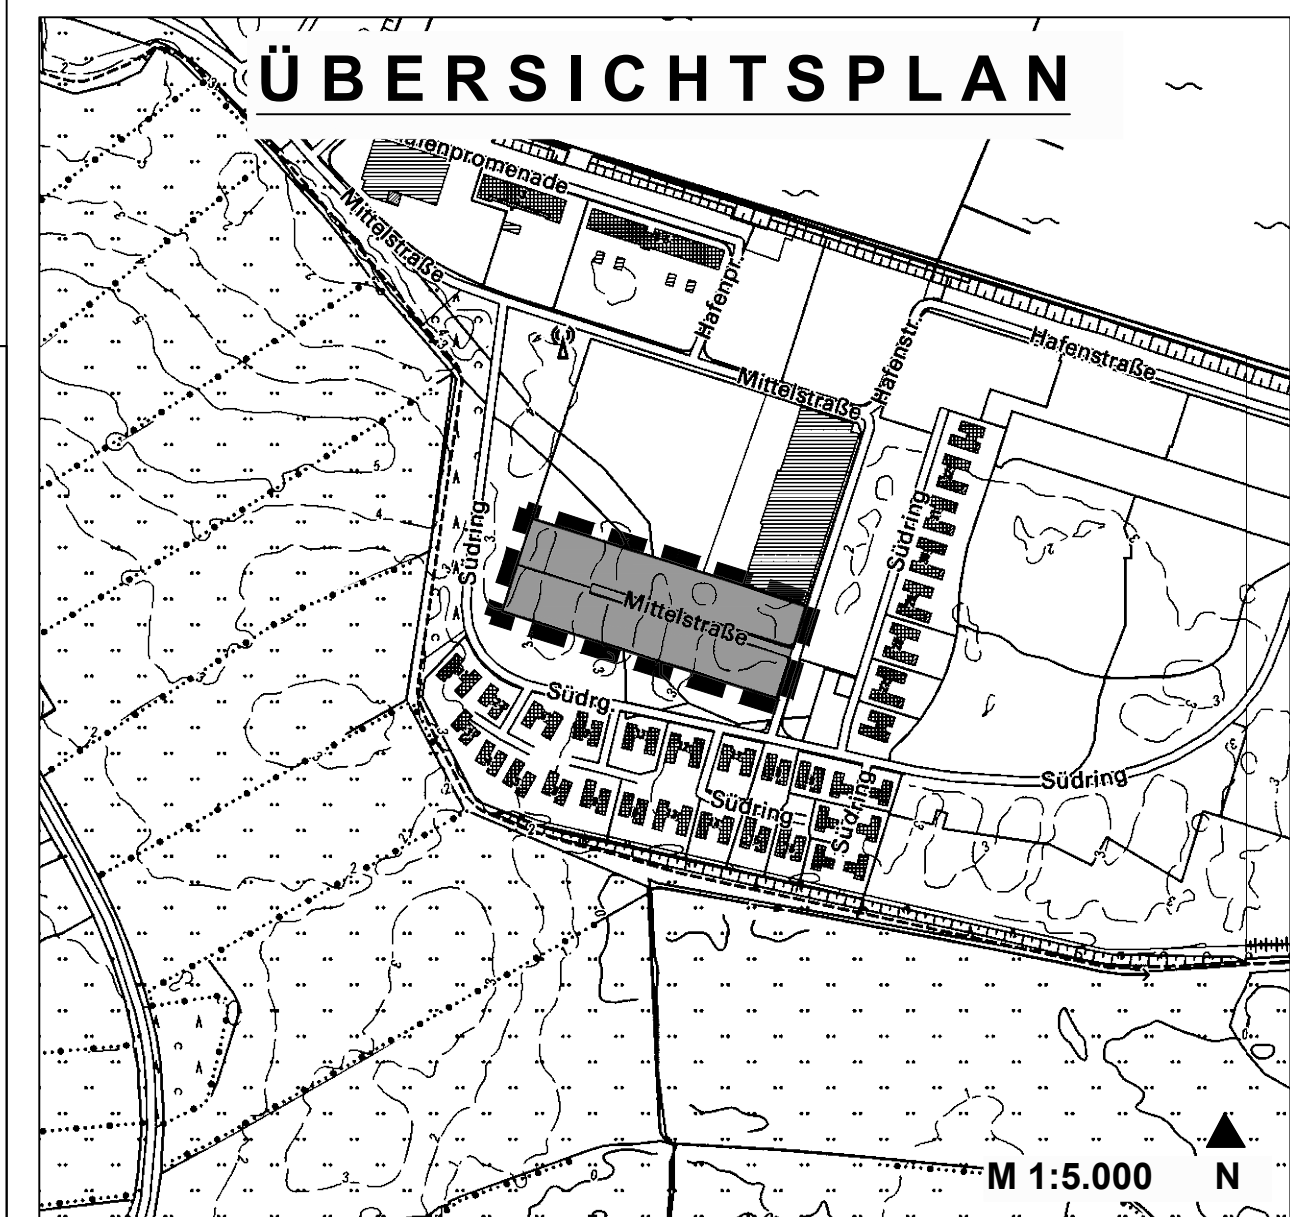 ÜBERSICHTSPLAN
Mittelstraße
Hafenpr.
Hafenstr.
Hafenstraße
Mittelstraße
Südring
Südring
Mittelstraße
Südrg.
Südring
Südring
Südring
M 1:5.000
N